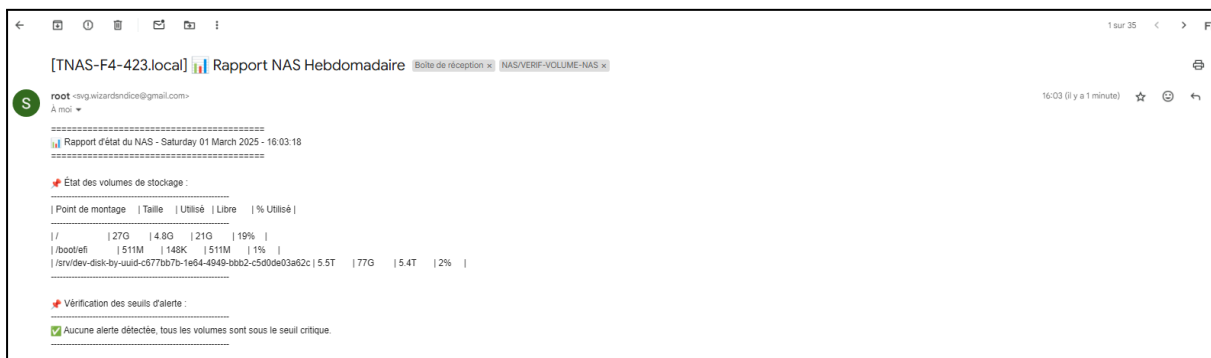 1 sur 35
[TNAS-F4-423.local] 📊 Rapport NAS Hebdomadaire Boîte de réception × NAS/VERIF-VOLUME-NAS ×
S
root <svg.wizardsndice@gmail.com>
16:03 (il y a 1 minute)
À moi
=========================================
📊 Rapport d'état du NAS - Saturday 01 March 2025 - 16:03:18
=========================================
📌 État des volumes de stockage :
------------------------------------------------------------
| Point de montage | Taille | Utilisé | Libre | % Utilisé |
------------------------------------------------------------
| / | 27G | 4.8G | 21G | 19% |
| /boot/efi | 511M | 148K | 511M | 1% |
| /srv/dev-disk-by-uuid-c677bb7b-1e64-4949-bbb2-c5d0de03a62c | 5.5T | 77G | 5.4T | 2% |
------------------------------------------------------------
📌 Vérification des seuils d'alerte :
------------------------------------------------------------
✅ Aucune alerte détectée, tous les volumes sont sous le seuil critique.
------------------------------------------------------------